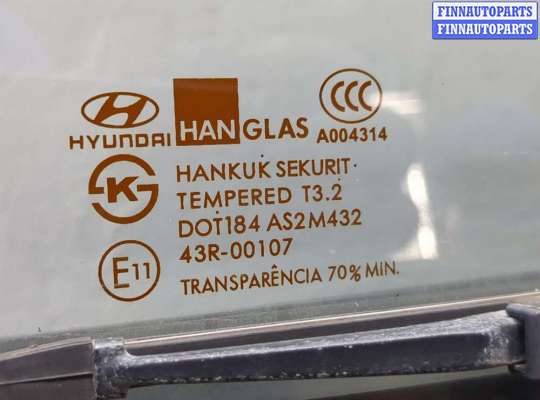 FINNAUTOPARTS
FINNAUTOPARTS
HYUNDAI HANGLAS CCC A004314
KS
HANKUK SEKURIT
TEMPERED T3.2
DOT184 AS2M432
43R-00107
E11
TRANSPARÊNCIA 70% MIN.